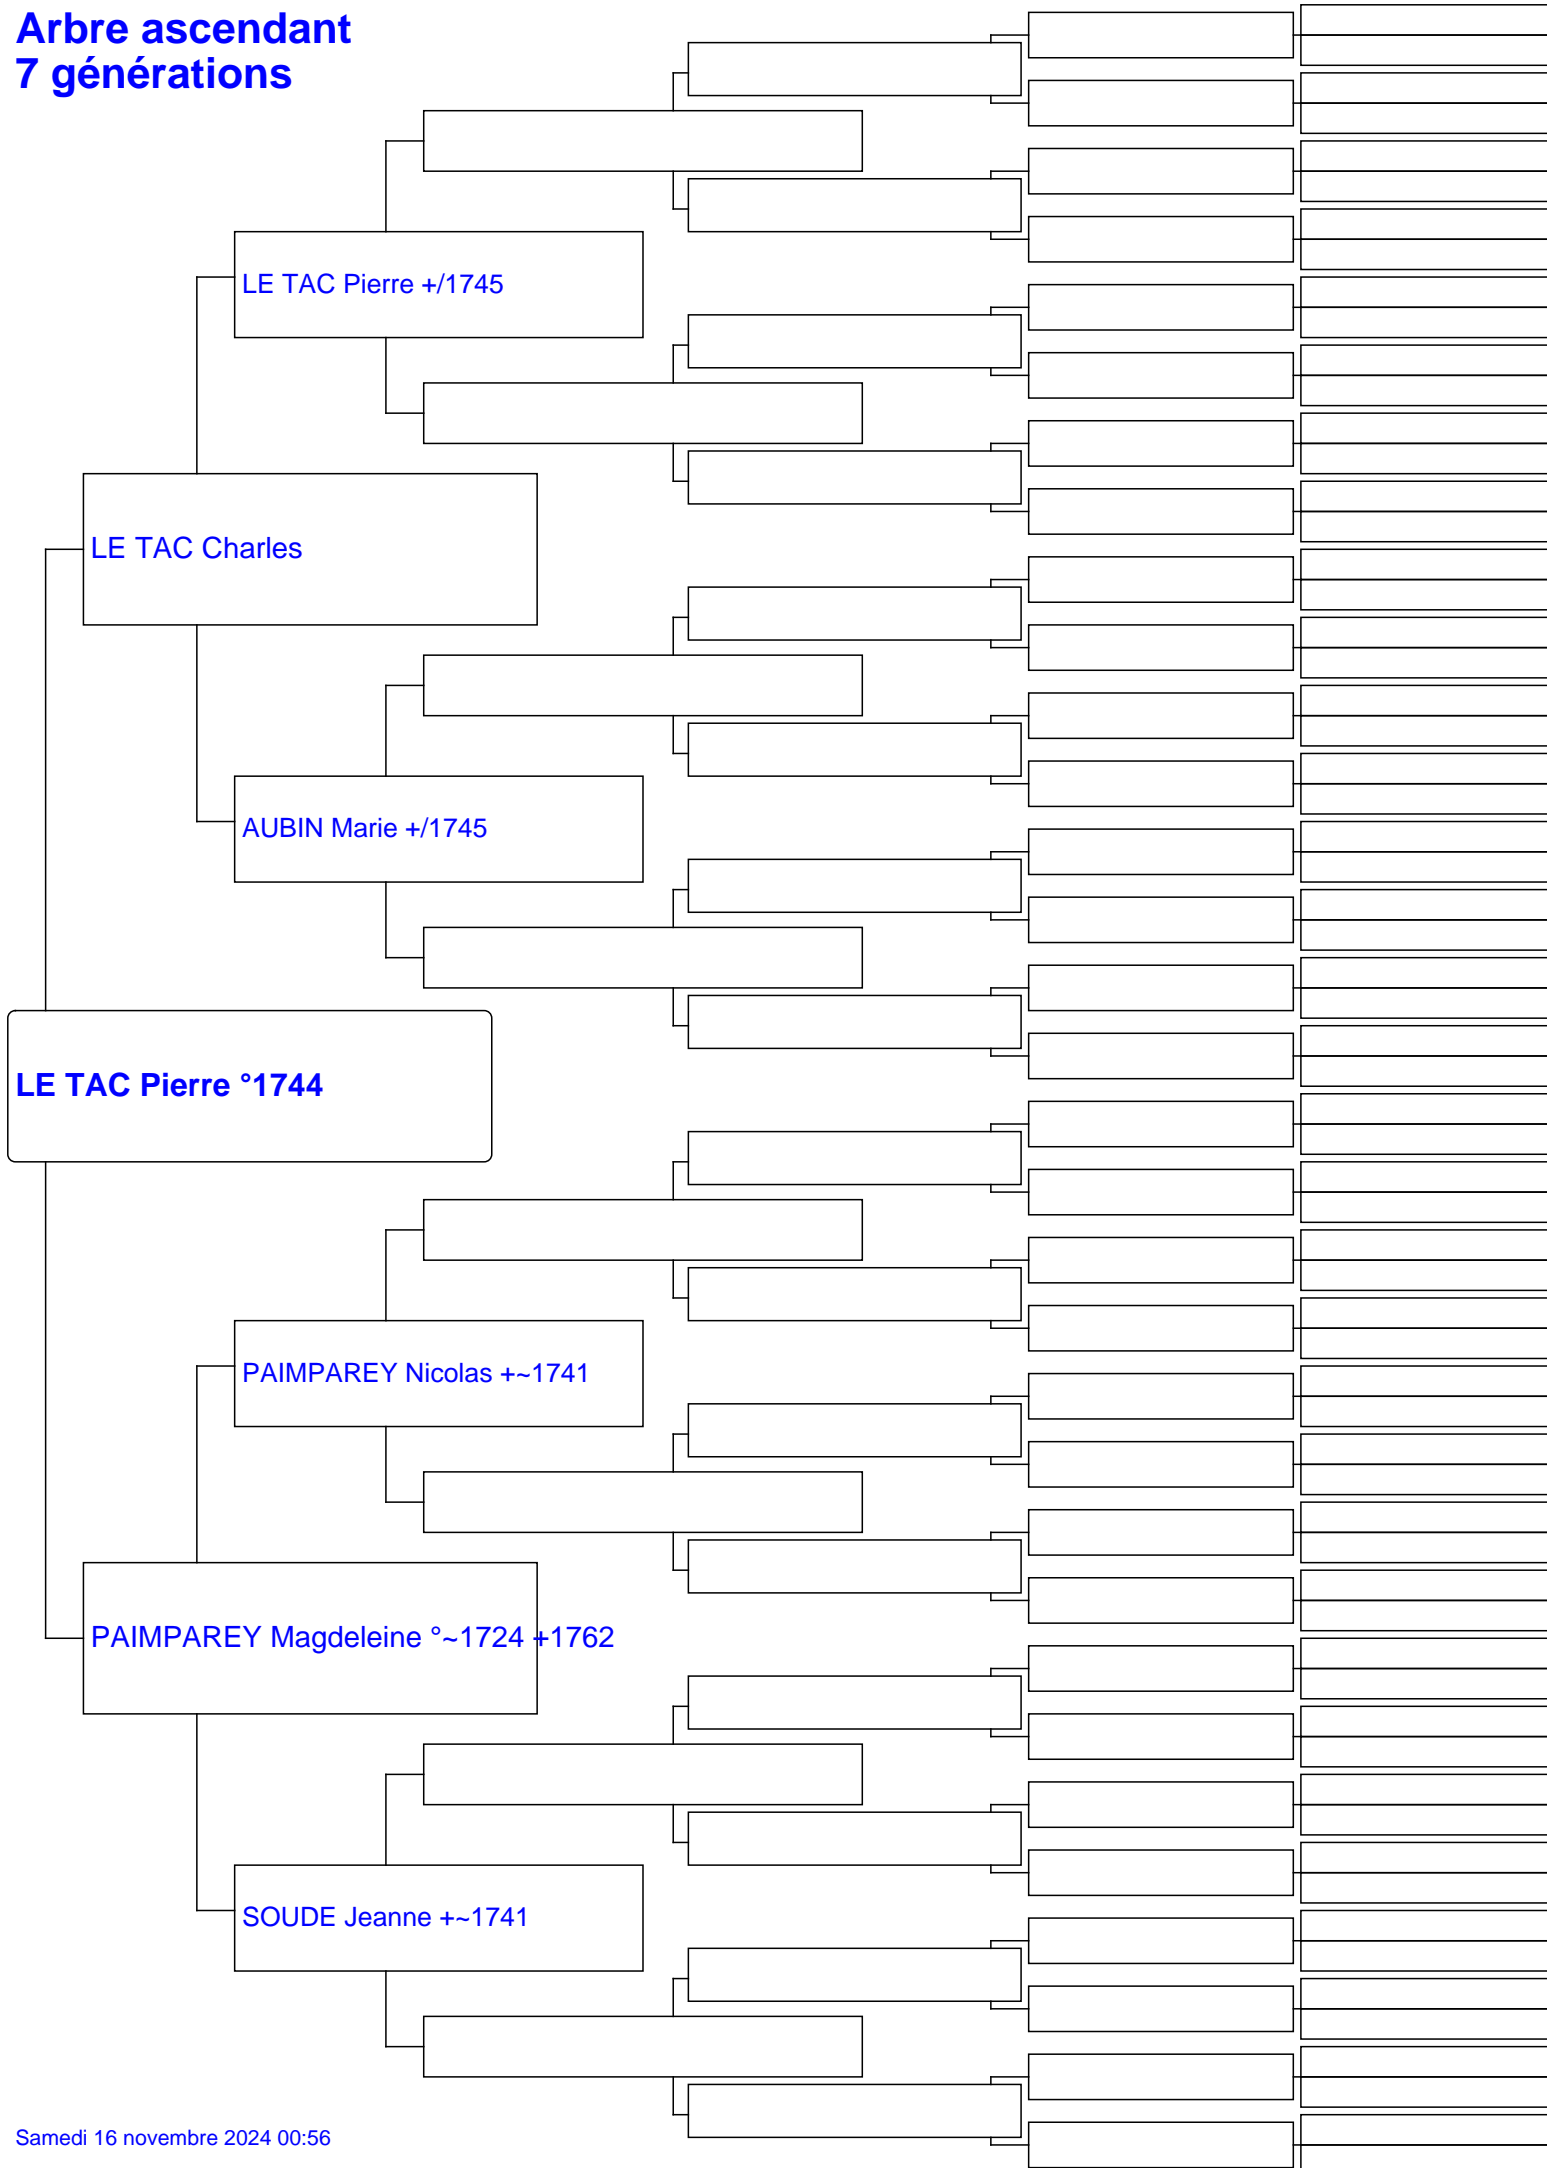 Arbre ascendant
7 générations
LE TAC Pierre +/1745
LE TAC Charles
AUBIN Marie +/1745
LE TAC Pierre °1744
PAIMPAREY Nicolas +~1741
PAIMPAREY Magdeleine °~1724 +1762
SOUDE Jeanne +~1741
Samedi 16 novembre 2024 00:56